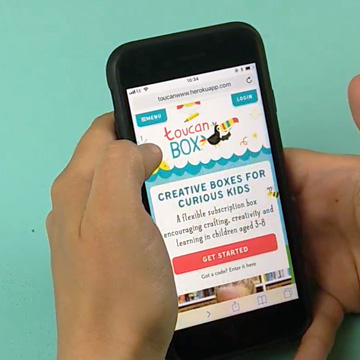 16:34
toucanwww.herokuapp.com
MENU
LOGIN
toucan
BOX
CREATIVE BOXES FOR
CURIOUS KIDS
A flexible subscription box
encouraging crafting, creativity and
learning in children aged 3-8
GET STARTED
Got a code? Enter it here